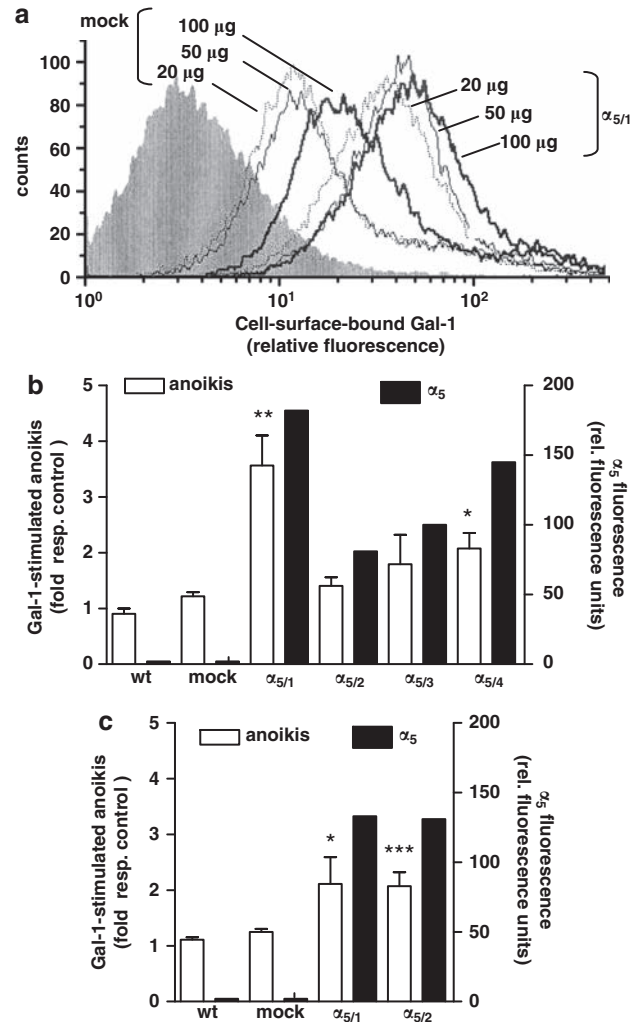 a
mock
100 µg
50 µg
20 µg
20 µg
50 µg
100 µg
α5/1
counts
100
80
60
40
20
0
10⁰ 10¹ 10²
Cell-surface-bound Gal-1
(relative fluorescence)
b
anoikis
α5
Gal-1-stimulated anoikis
(fold resp. control )
5
4
3
2
1
0
**
*
200
150
100
50
0
α5 fluorescence
(rel. fluorescence units)
wt mock α5/1 α5/2 α5/3 α5/4
c
anoikis
α5
Gal-1-stimulated anoikis
(fold resp. control )
5
4
3
2
1
0
*
***
200
150
100
50
0
α5 fluorescence
(rel. fluorescence units)
wt mock α5/1 α5/2